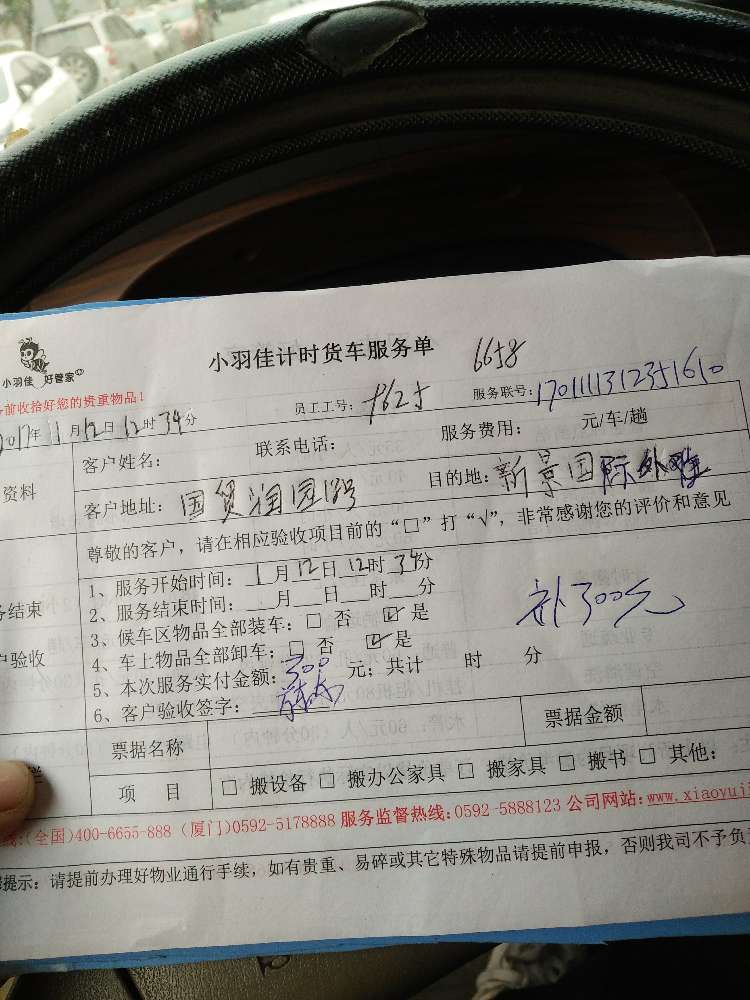 小羽佳计时货车服务单 6658
小羽佳 好管家
前收拾好您的贵重物品！ 员工工号： 服务联号：170111131235
2017年1月12日12时34分
资料 客户姓名： 联系电话： 服务费用： 元/车/趟
客户地址：国贸润园 目的地：新景国际外滩
尊敬的客户，请在相应验收项目前的“□”打“√”，非常感谢您的评价和意见
1、服务开始时间：1月12日12时34分
务结束 2、服务结束时间： 月 日 时 分
3、候车区物品全部装车：□ 否 ☑ 是 补300元
户验收 4、车上物品全部卸车：□ 否 ☑ 是
5、本次服务实付金额：300元；共计 时 分
6、客户验收签字：
票据名称 票据金额
项 目 □ 搬设备 □ 搬办公家具 □ 搬家具 □ 搬书 □ 其他：
线：(全国)400-6655-888（厦门)0592-5178888 服务监督热线:0592-5888123 公司网站:www.xiaoyuji
提示：请提前办理好物业通行手续，如有贵重、易碎或其它特殊物品请提前申报，否则我司不予负